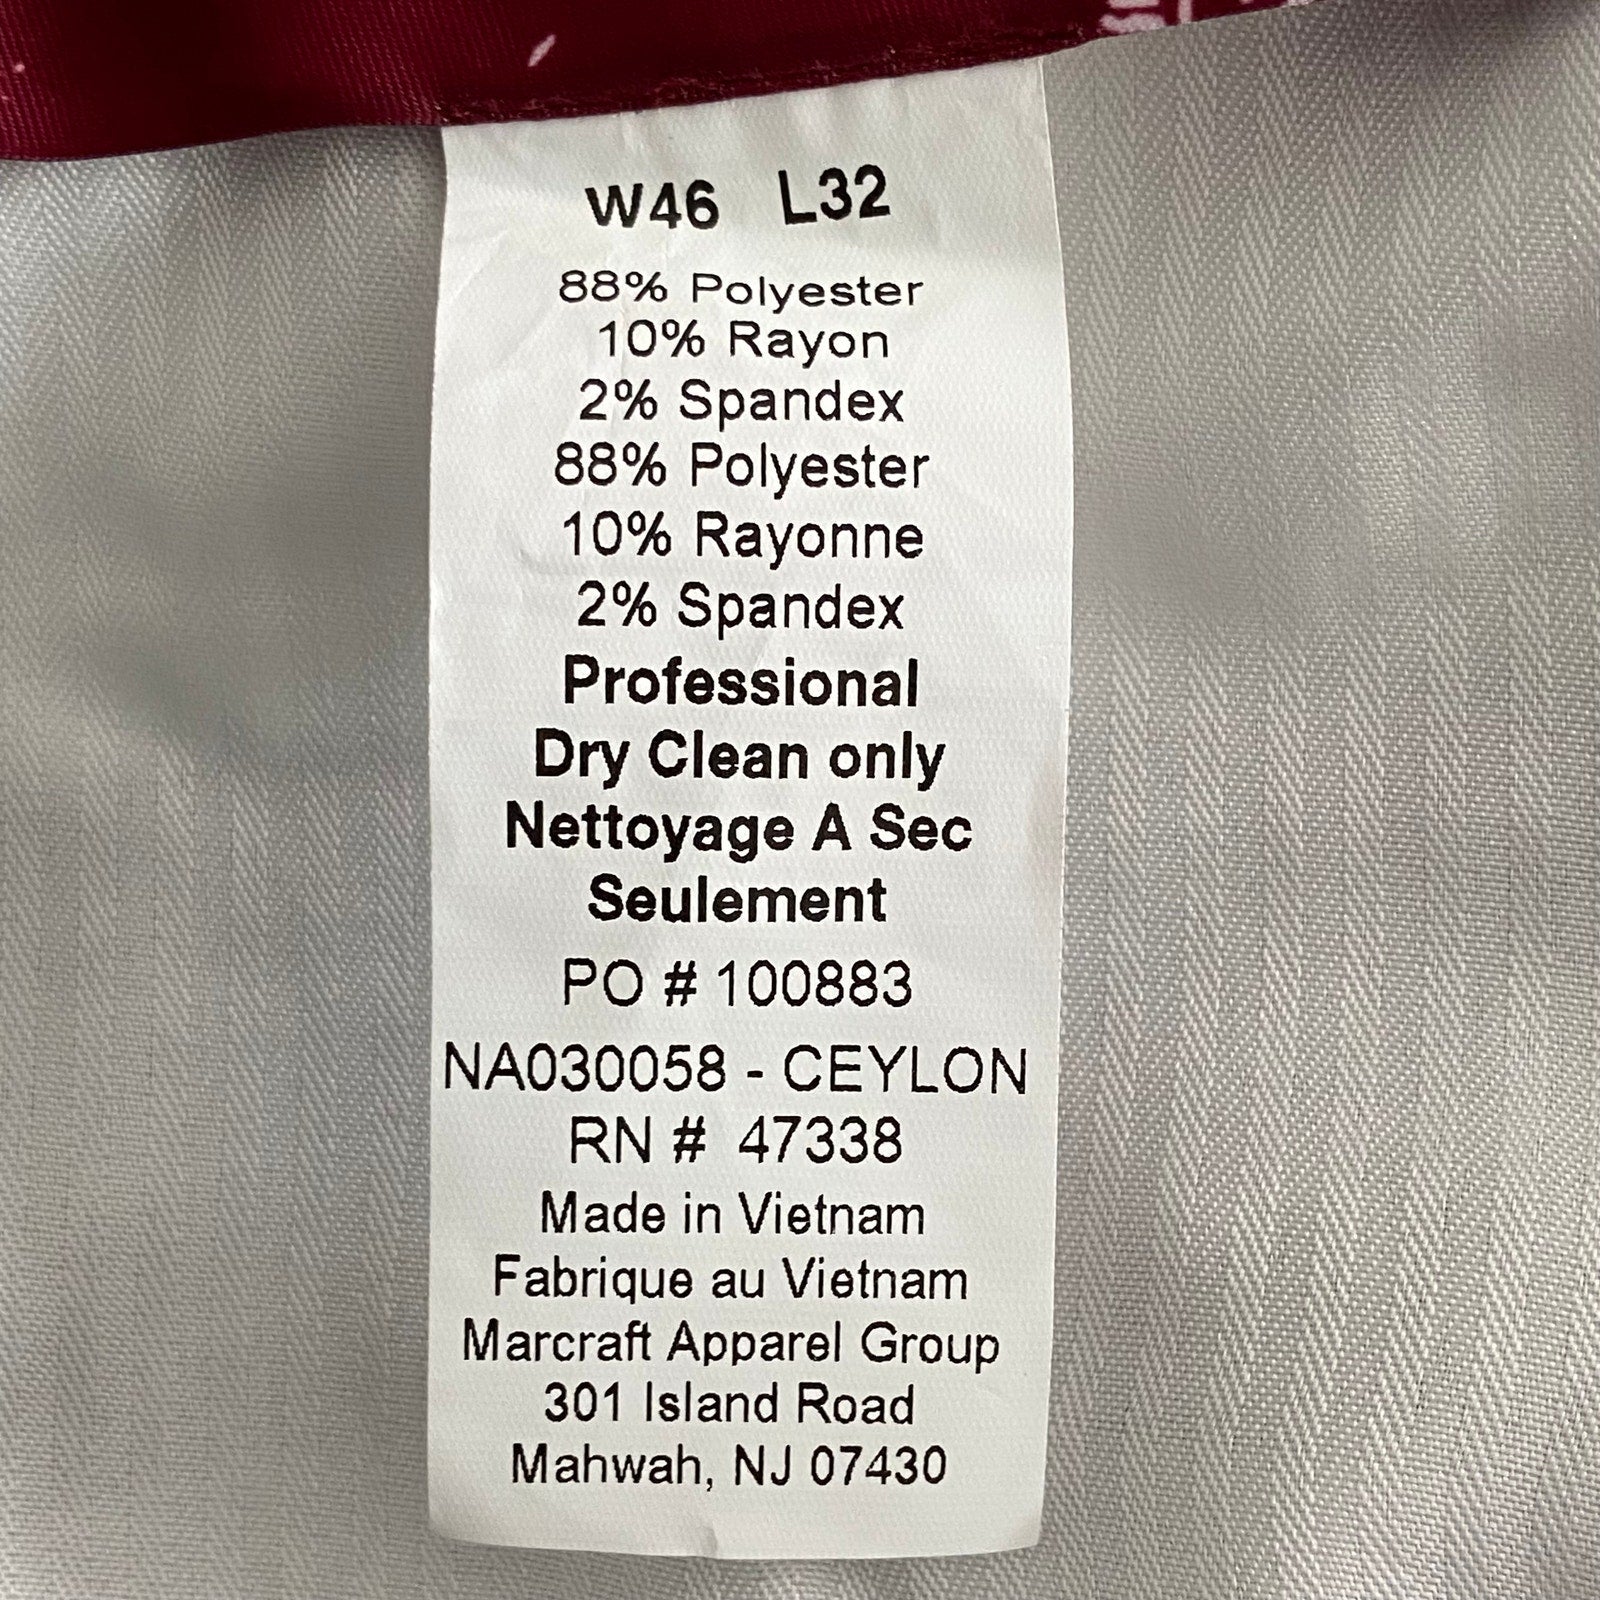 W46 L32
88% Polyester
10% Rayon
2% Spandex
88% Polyester
10% Rayonne
2% Spandex
Professional
Dry Clean only
Nettoyage A Sec
Seulement
PO # 100883
NA030058 - CEYLON
RN # 47338
Made in Vietnam
Fabrique au Vietnam
Marcraft Apparel Group
301 Island Road
Mahwah, NJ 07430